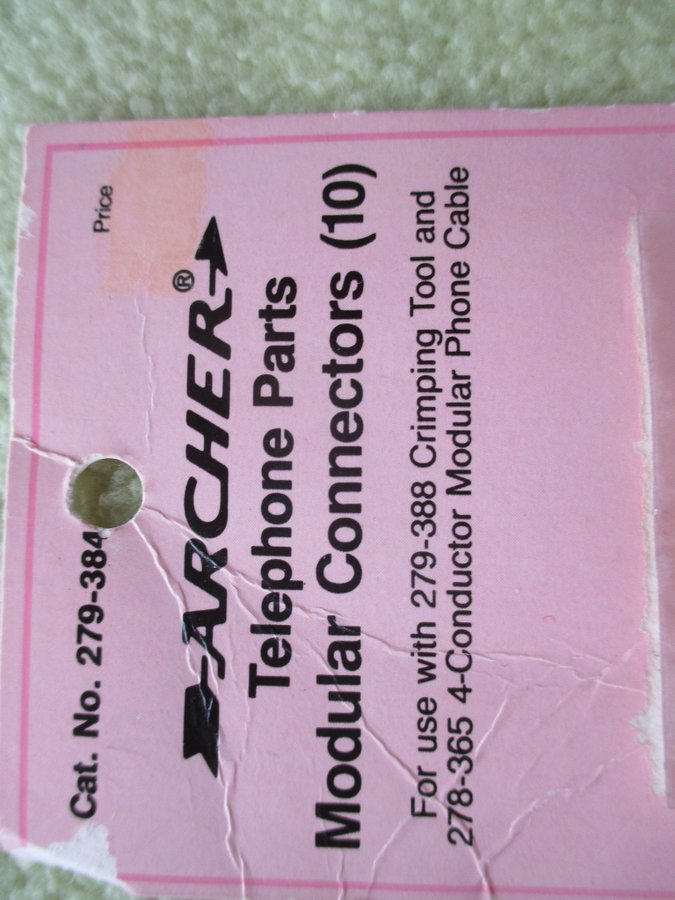 Cat. No. 279-384
Price
ARCHER®
Telephone Parts
Modular Connectors (10)
For use with 279-388 Crimping Tool and
278-365 4-Conductor Modular Phone Cable